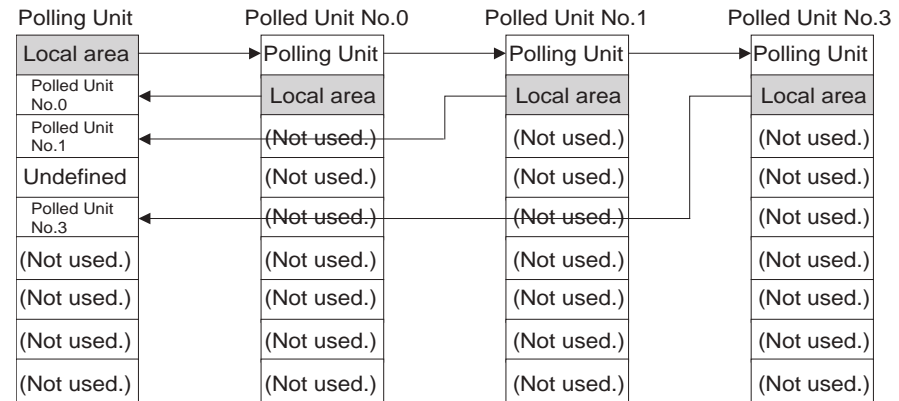 Polling Unit Polled Unit No.0 Polled Unit No.1 Polled Unit No.3
Local area Polling Unit Polling Unit Polling Unit
Polled Unit
No.0
Local area Local area Local area
Polled Unit
No.1
(Not used.) (Not used.) (Not used.)
Undefined (Not used.) (Not used.) (Not used.)
Polled Unit
No.3
(Not used.) (Not used.) (Not used.)
(Not used.) (Not used.) (Not used.) (Not used.)
(Not used.) (Not used.) (Not used.) (Not used.)
(Not used.) (Not used.) (Not used.) (Not used.)
(Not used.) (Not used.) (Not used.) (Not used.)